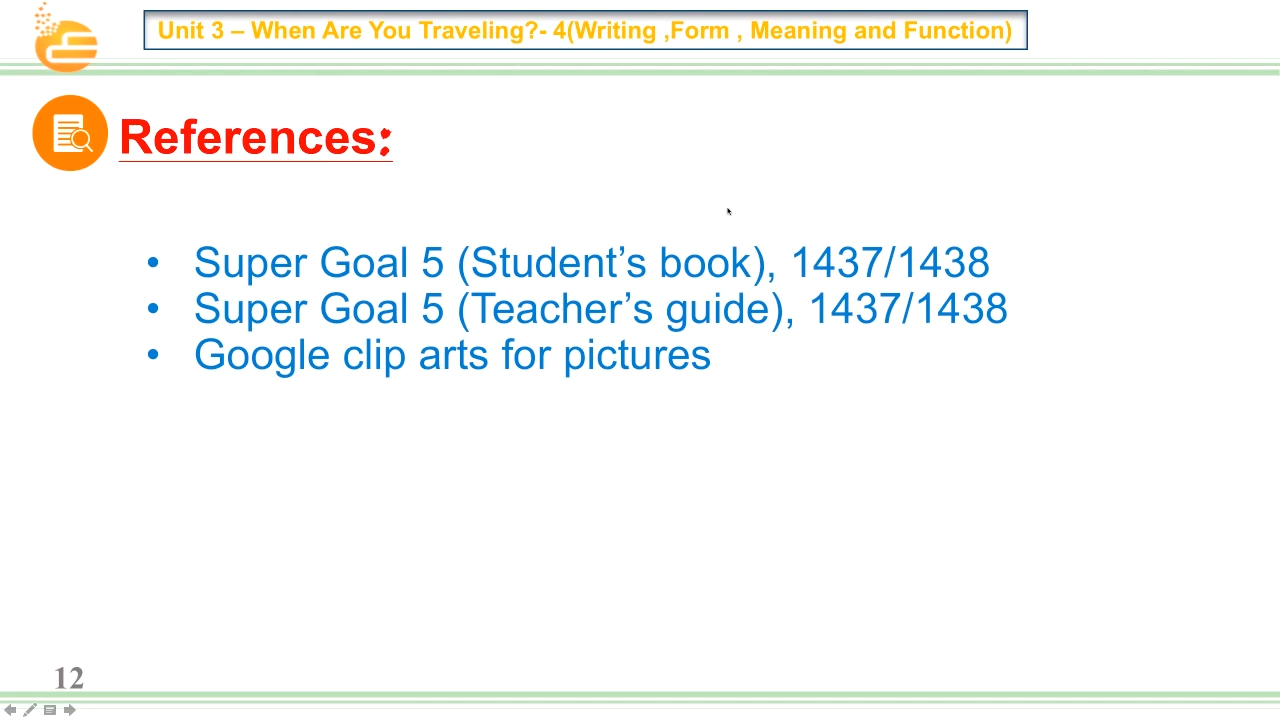 Unit 3 – When Are You Traveling?- 4(Writing ,Form , Meaning and Function)
References:
• Super Goal 5 (Student’s book), 1437/1438
• Super Goal 5 (Teacher’s guide), 1437/1438
• Google clip arts for pictures
12